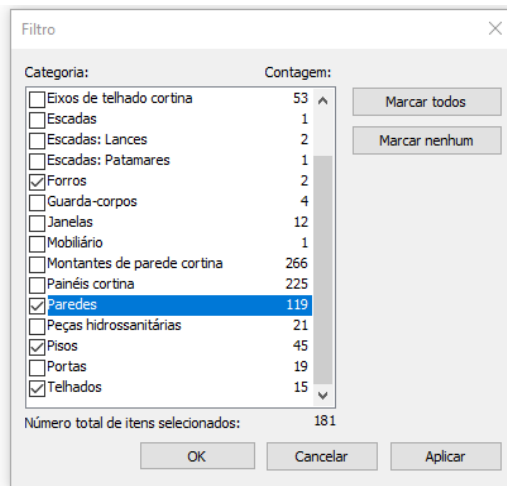 Filtro
Categoria: Contagem:
Eixos de telhado cortina 53
Escadas 1
Escadas: Lances 2
Escadas: Patamares 1
Forros 2
Guarda-corpos 4
Janelas 12
Mobiliário 1
Montantes de parede cortina 266
Painéis cortina 225
Paredes 119
Peças hidrossanitárias 21
Pisos 45
Portas 19
Telhados 15
Número total de itens selecionados: 181
Marcar todos
Marcar nenhum
OK Cancelar Aplicar